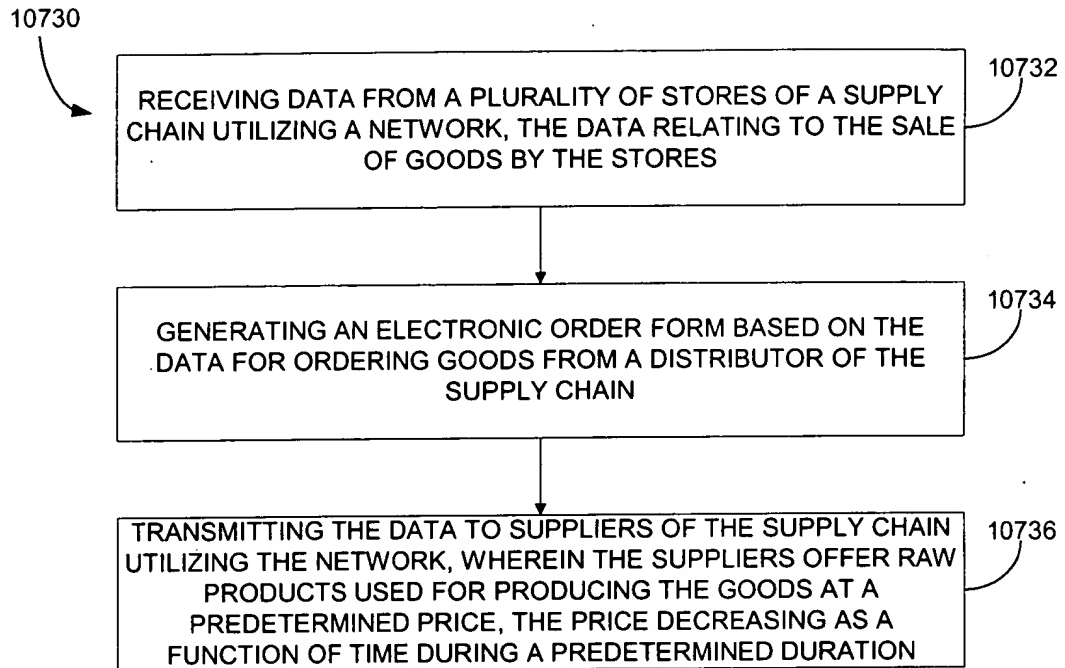 10730
10732
RECEIVING DATA FROM A PLURALITY OF STORES OF A SUPPLY
CHAIN UTILIZING A NETWORK, THE DATA RELATING TO THE SALE
OF GOODS BY THE STORES
10734
GENERATING AN ELECTRONIC ORDER FORM BASED ON THE
DATA FOR ORDERING GOODS FROM A DISTRIBUTOR OF THE
SUPPLY CHAIN
10736
TRANSMITTING THE DATA TO SUPPLIERS OF THE SUPPLY CHAIN
UTILIZING THE NETWORK, WHEREIN THE SUPPLIERS OFFER RAW
PRODUCTS USED FOR PRODUCING THE GOODS AT A
PREDETERMINED PRICE, THE PRICE DECREASING AS A
FUNCTION OF TIME DURING A PREDETERMINED DURATION